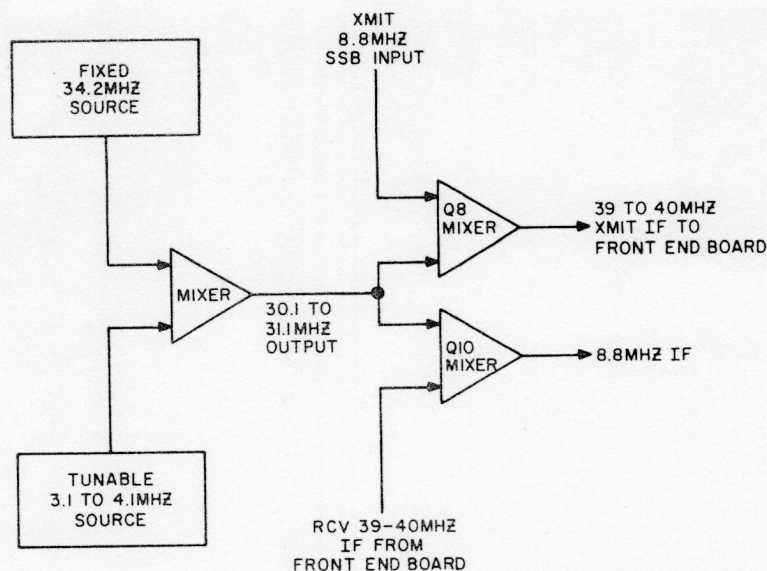 XMIT
8.8MHZ
SSB INPUT
FIXED
34.2MHZ
SOURCE
Q8
MIXER
39 TO 40MHZ
XMIT IF TO
FRONT END BOARD
MIXER
30.1 TO
31.1MHZ
OUTPUT
Q10
MIXER
8.8MHZ IF
TUNABLE
3.1 TO 4.1MHZ
SOURCE
RCV 39-40MHZ
IF FROM
FRONT END BOARD